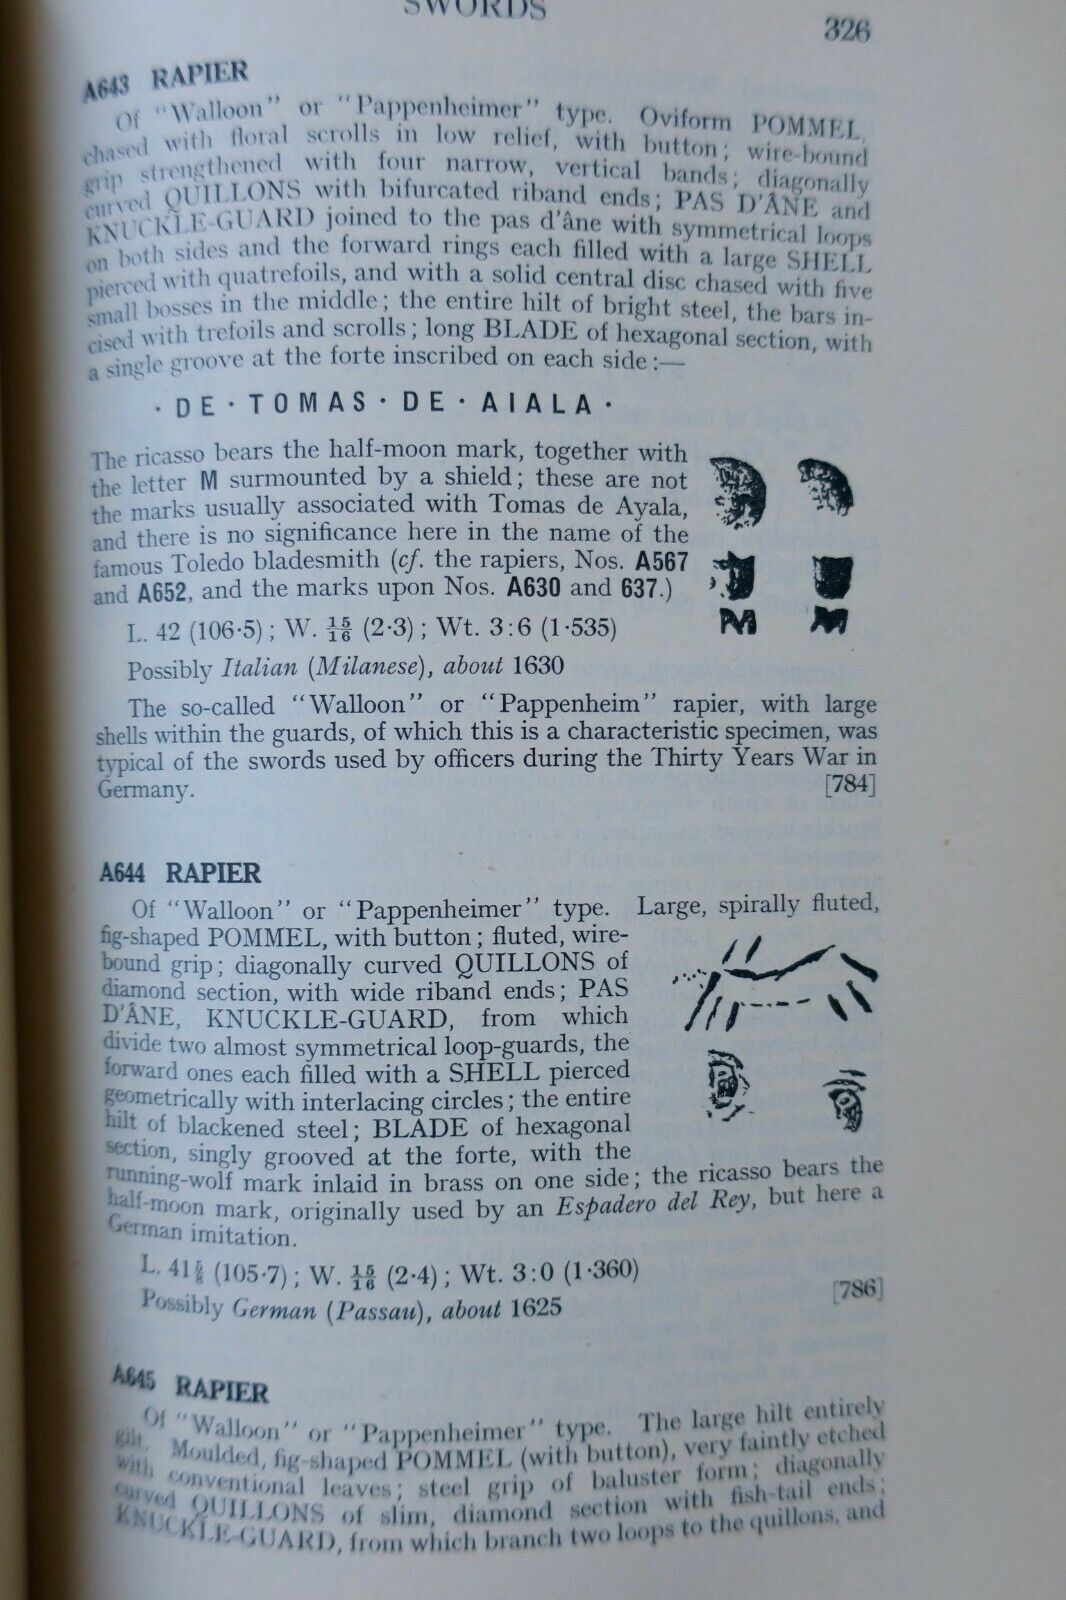 SWORDS
326
A643 RAPIER
Of "Walloon" or "Pappenheimer" type. Oviform POMMEL,
chased with floral scrolls in low relief, with button; wire-bound
grip strengthened with four narrow, vertical bands; diagonally
curved QUILLONS with bifurcated riband ends; PAS D'ÂNE and
KNUCKLE-GUARD joined to the pas d'âne with symmetrical loops
on both sides and the forward rings each filled with a large SHELL
pierced with quatrefoils, and with a solid central disc chased with five
small bosses in the middle; the entire hilt of bright steel, the bars in-
cised with trefoils and scrolls; long BLADE of hexagonal section, with
a single groove at the forte inscribed on each side:—
· DE · TOMAS · DE · AIALA ·
The ricasso bears the half-moon mark, together with
the letter M surmounted by a shield; these are not
the marks usually associated with Tomas de Ayala,
and there is no significance here in the name of the
famous Toledo bladesmith (cf. the rapiers, Nos. A567
and A652, and the marks upon Nos. A630 and 637.)
M M
L. 42 (106·5); W. 15/16 (2·3); Wt. 3:6 (1·535)
Possibly Italian (Milanese), about 1630
The so-called "Walloon" or "Pappenheim" rapier, with large
shells within the guards, of which this is a characteristic specimen, was
typical of the swords used by officers during the Thirty Years War in
Germany. [784]
A644 RAPIER
Of "Walloon" or "Pappenheimer" type. Large, spirally fluted,
fig-shaped POMMEL, with button; fluted, wire-
bound grip; diagonally curved QUILLONS of
diamond section, with wide riband ends; PAS
D'ÂNE, KNUCKLE-GUARD, from which
divide two almost symmetrical loop-guards, the
forward ones each filled with a SHELL pierced
geometrically with interlacing circles; the entire
hilt of blackened steel; BLADE of hexagonal
section, singly grooved at the forte, with the
running-wolf mark inlaid in brass on one side; the ricasso bears the
half-moon mark, originally used by an Espadero del Rey, but here a
German imitation.
L. 41⅝ (105·7); W. 15/16 (2·4); Wt. 3:0 (1·360)
Possibly German (Passau), about 1625 [786]
A645 RAPIER
Of "Walloon" or "Pappenheimer" type. The large hilt entirely
gilt. Moulded, fig-shaped POMMEL (with button), very faintly etched
with conventional leaves; steel grip of baluster form; diagonally
curved QUILLONS of slim, diamond section with fish-tail ends;
KNUCKLE-GUARD, from which branch two loops to the quillons, and